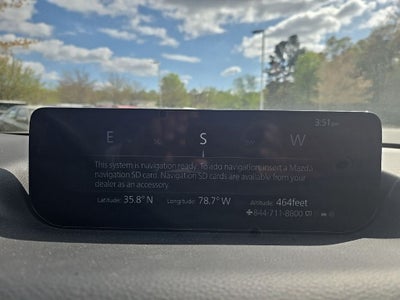 3:51 pm
E S W
This system is navigation ready. To add navigation, insert a Mazda
navigation SD card. Navigation SD cards are available from your
dealer as an accessory.
Latitude: 35.8° N Longitude: 78.7° W Altitude: 464feet
844-711-8800